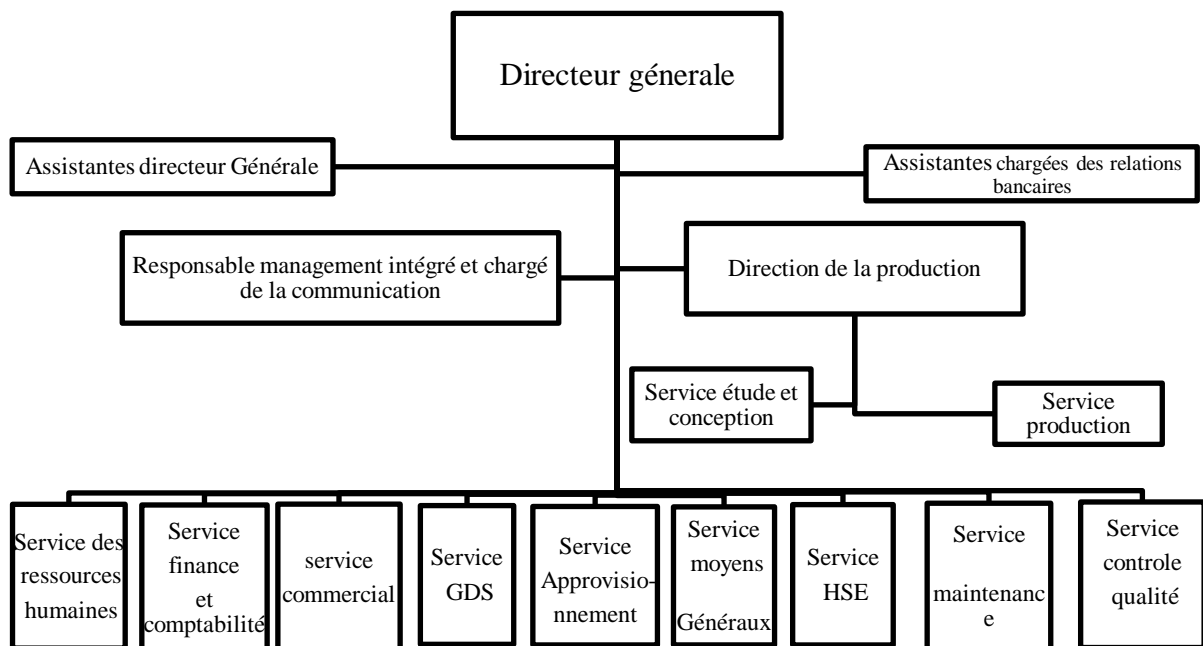 Directeur génerale
Assistantes directeur Générale
Assistantes chargées des relations
bancaires
Responsable management intégré et chargé
de la communication
Direction de la production
Service étude et
conception
Service
production
Service des
ressources
humaines
Service
finance
et
comptabilité
service
commercial
Service
GDS
Service
Approvisio-
nnement
Service
moyens
Généraux
Service
HSE
Service
maintenanc
e
Service
controle
qualité